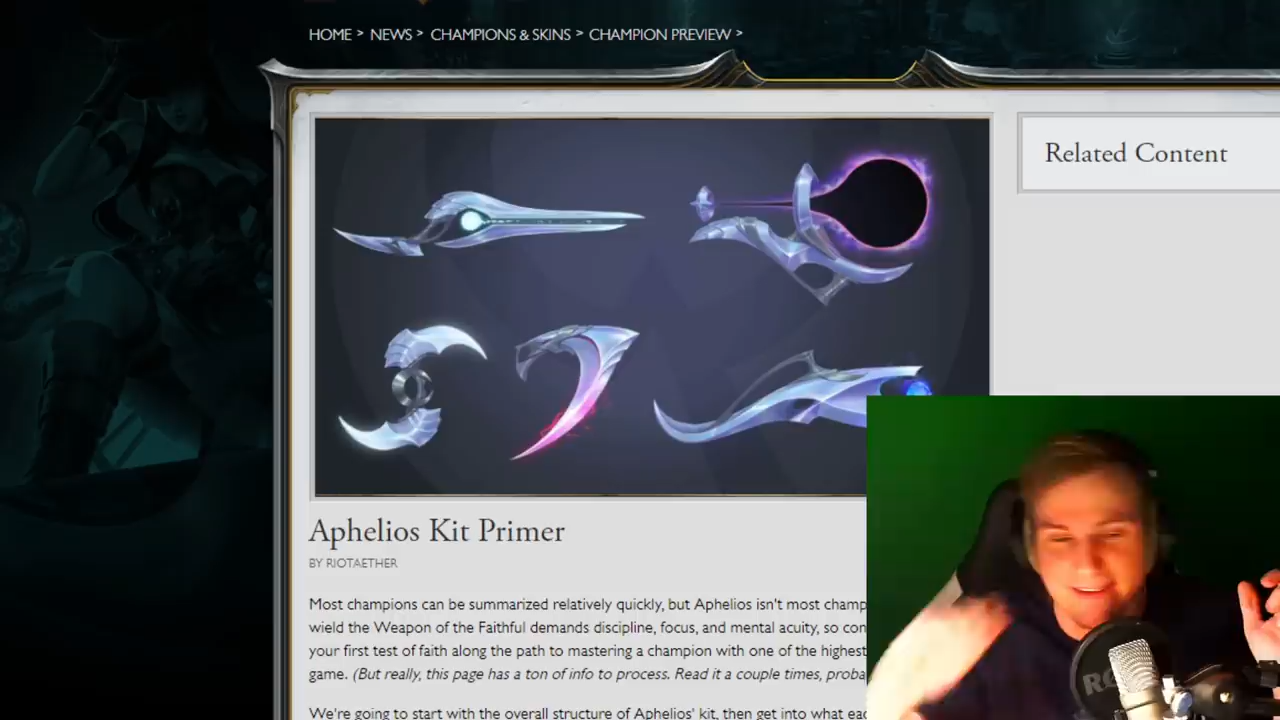 HOME > NEWS > CHAMPIONS & SKINS > CHAMPION PREVIEW >
Related Content
Aphelios Kit Primer
BY RIOTAETHER
Most champions can be summarized relatively quickly, but Aphelios isn't most champ
wield the Weapon of the Faithful demands discipline, focus, and mental acuity, so con
your first test of faith along the path to mastering a champion with one of the highest
game. (But really, this page has a ton of info to process. Read it a couple times, proba
We're going to start with the overall structure of Aphelios' kit, then get into what eac